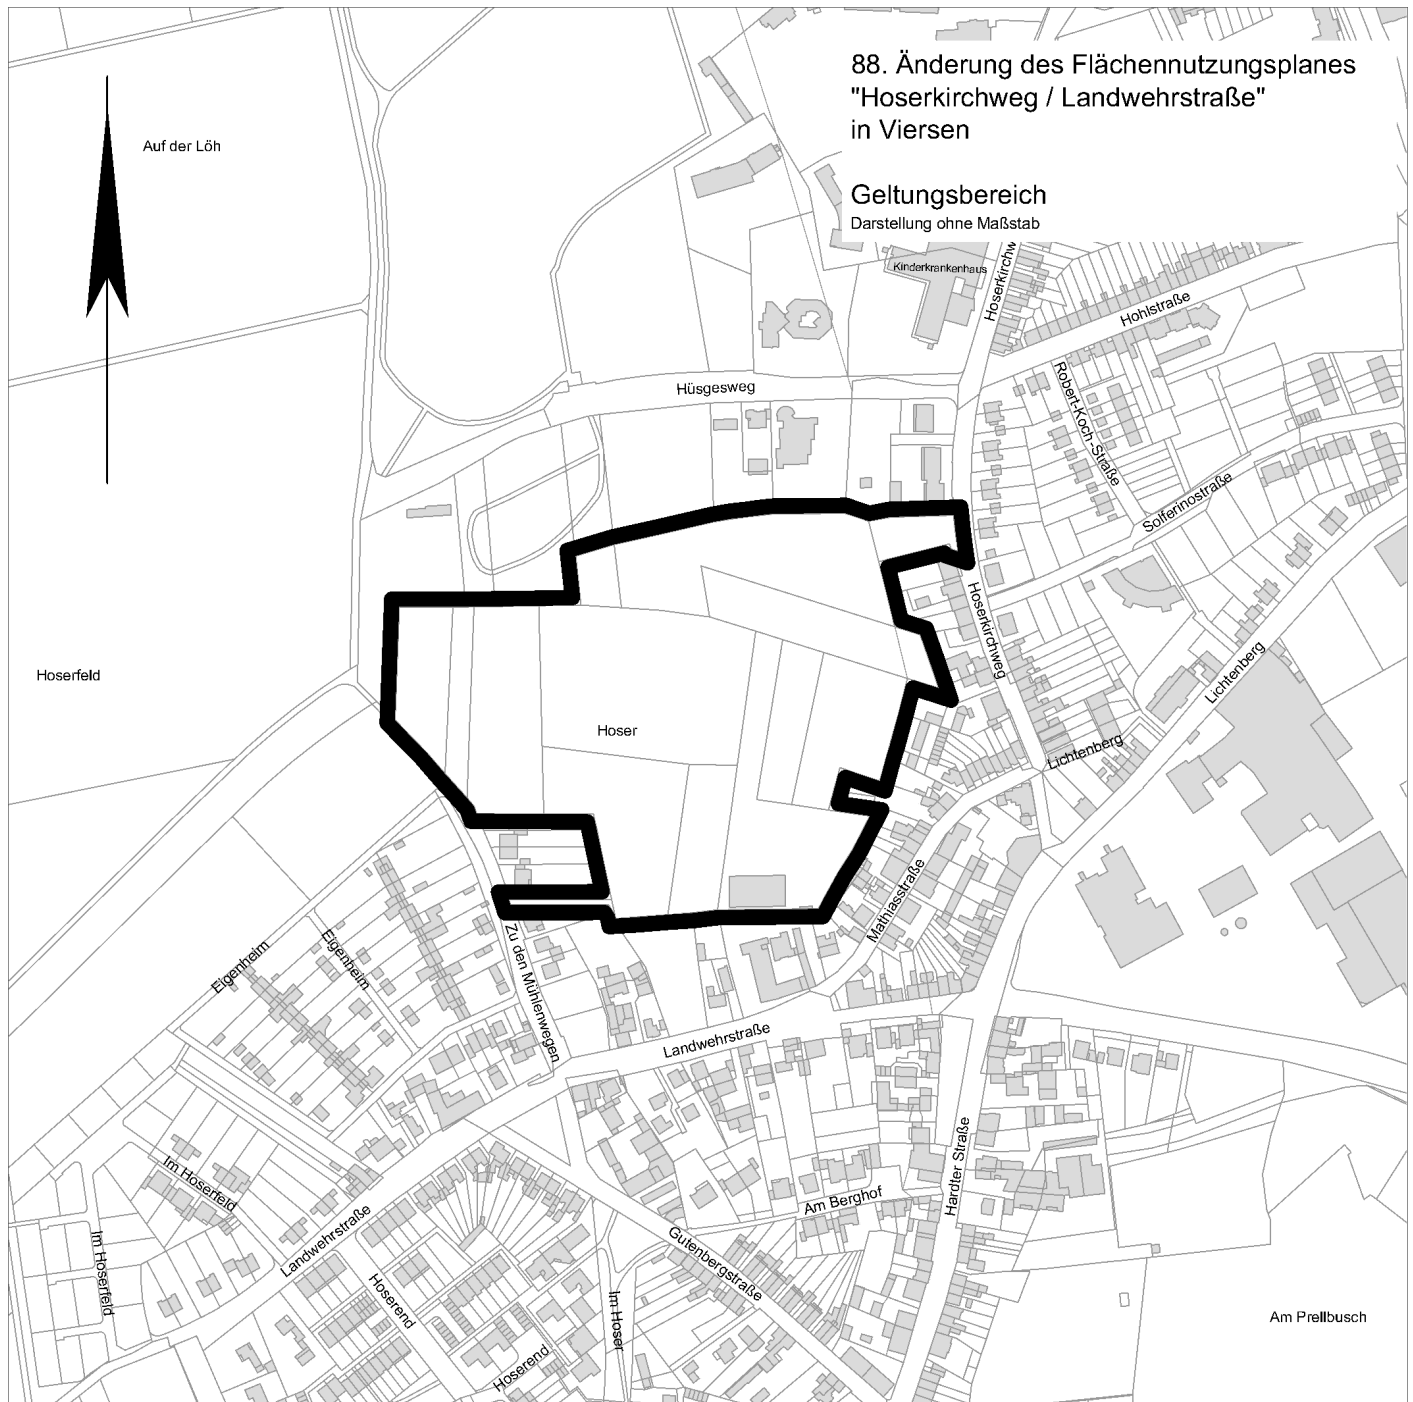 88. Änderung des Flächennutzungsplanes
"Hoserkirchweg / Landwehrstraße"
in Viersen
Geltungsbereich
Darstellung ohne Maßstab
Auf der Löh
Kinderkrankenhaus
Hoserkirchw
Hohlstraße
Hüsgesweg
Robert-Koch-Straße
Solferinostraße
Hoserkirchweg
Lichtenberg
Hoserfeld
Hoser
Lichtenberg
Mathiasstraße
Eigenheim
Eigenheim
Zu den Mühlenwegen
Landwehrstraße
Hardter Straße
Im Hoserfeld
Am Berghof
Landwehrstraße
Im Hoserfeld
Gutenbergstraße
Hoserend
Im Hoser
Am Prellbusch
Hoserend